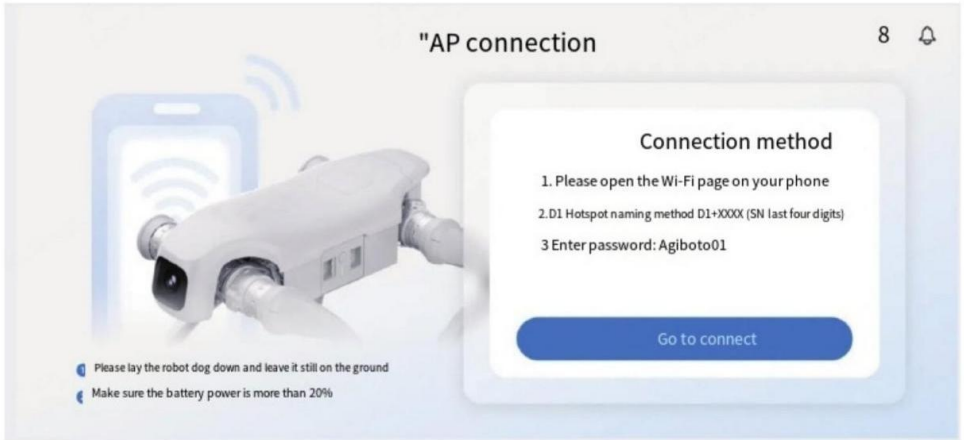 "AP connection
8
Connection method
1. Please open the Wi-Fi page on your phone
2.D1 Hotspot naming method D1+XXXX (SN last four digits)
3 Enter password: Agiboto01
Go to connect
Please lay the robot dog down and leave it still on the ground
Make sure the battery power is more than 20%